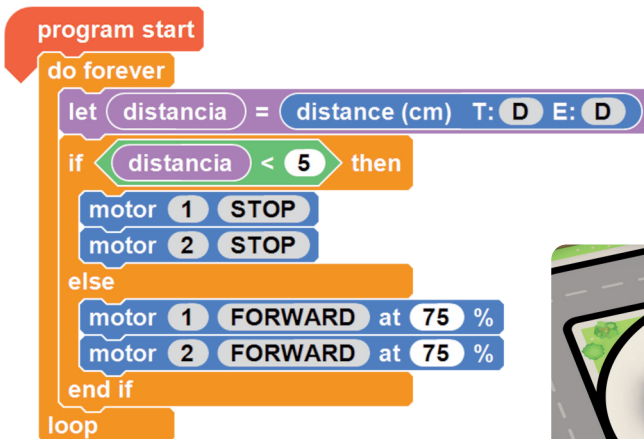 program start
do forever
let distancia = distance (cm) T: D E: D
if distancia < 5 then
motor 1 STOP
motor 2 STOP
else
motor 1 FORWARD at 75 %
motor 2 FORWARD at 75 %
end if
loop